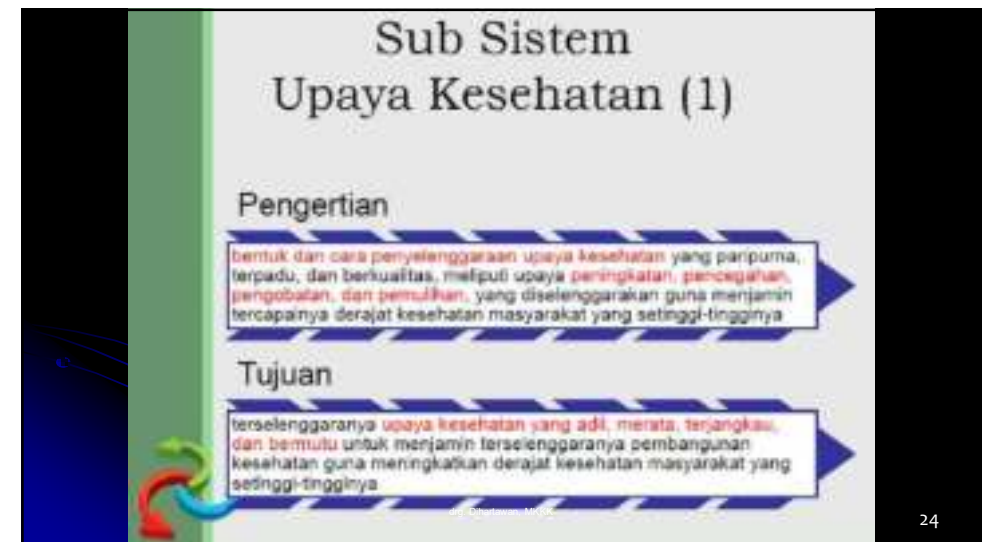 Sub Sistem
Upaya Kesehatan (1)
Pengertian
bentuk dan cara penyelenggaraan upaya kesehatan yang paripurna,
terpadu, dan berkualitas, meliputi upaya peningkatan, pencegahan,
pengobatan, dan pemulihan, yang diselenggarakan guna menjamin
tercapainya derajat kesehatan masyarakat yang setinggi-tingginya
Tujuan
terselenggaranya upaya kesehatan yang adil, merata, terjangkau,
dan bermutu untuk menjamin terselenggaranya pembangunan
kesehatan guna meningkatkan derajat kesehatan masyarakat yang
setinggi-tingginya
drg. Dihartawan,
24